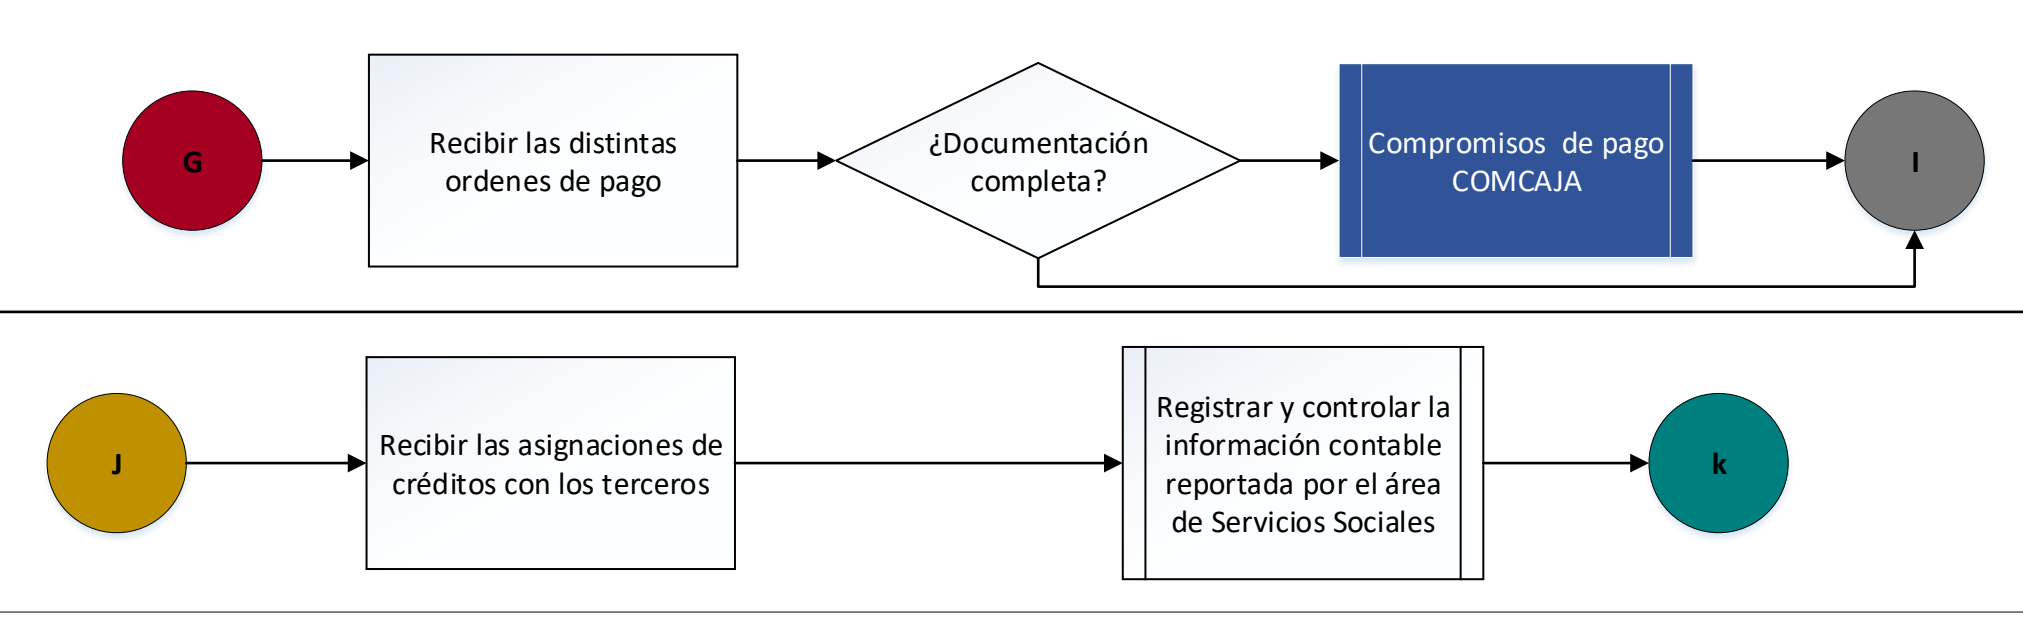 G
Recibir las distintas
ordenes de pago
¿Documentación
completa?
Compromisos  de pago
COMCAJA
I
J
Recibir las asignaciones de
créditos con los terceros
Registrar y controlar la
información contable
reportada por el área
de Servicios Sociales
k